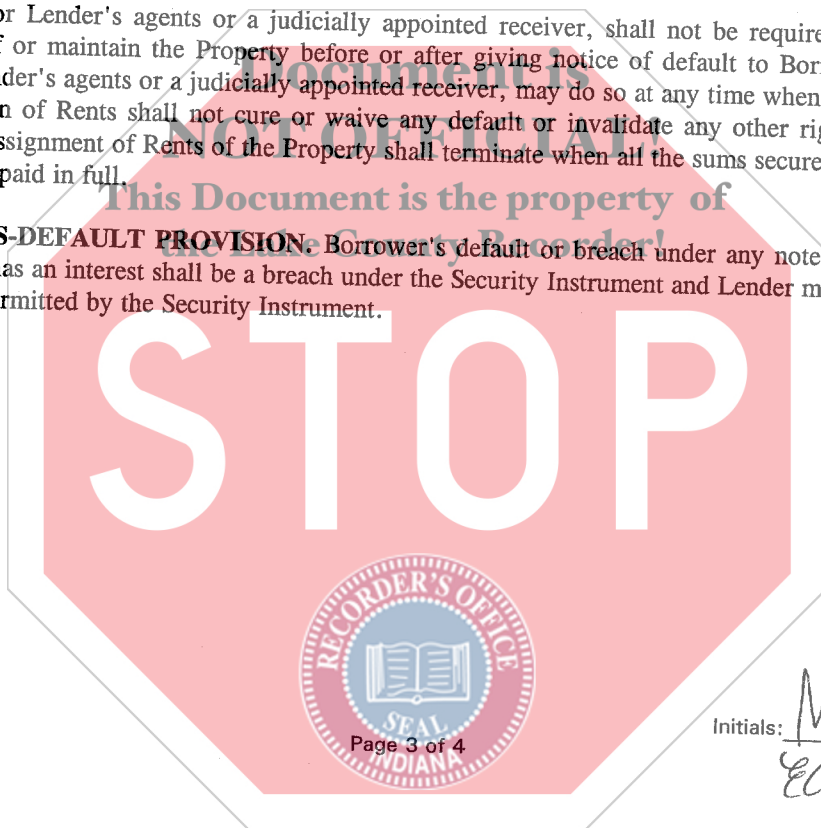 or Lender's agents or a judicially appointed receiver, shall not be require
f or maintain the Property before or after giving notice of default to Bor
der's agents or a judicially appointed receiver, may do so at any time when
n of Rents shall not cure or waive any default or invalidate any other rig
ssignment of Rents of the Property shall terminate when all the sums secure
paid in full.
S-DEFAULT PROVISION. Borrower's default or breach under any note
as an interest shall be a breach under the Security Instrument and Lender m
rmitted by the Security Instrument.
Document is
NOT OFFICIAL!
This Document is the property of
the Lake County Recorder!
STOP
RECORDER'S OFFICE
SEAL
INDIANA
Page 3 of 4
Initials: